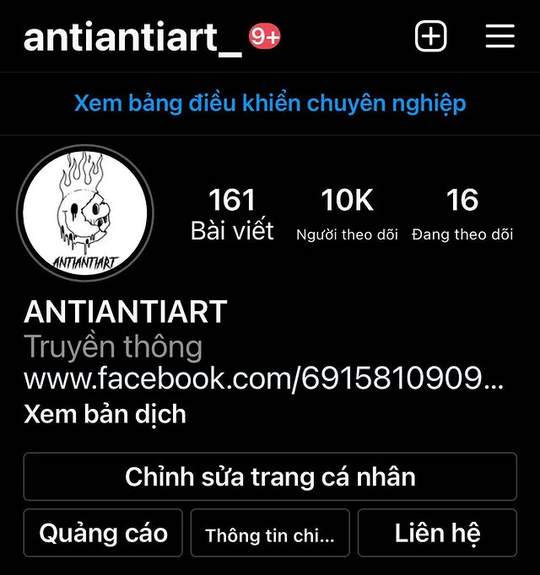 antiantiart_ 9+
Xem bảng điều khiển chuyên nghiệp
161 10K 16
Bài viết Người theo dõi Đang theo dõi
ANTIANTIART
ANTIANTIART
Truyền thông
www.facebook.com/6915810909...
Xem bản dịch
Chỉnh sửa trang cá nhân
Quảng cáo Thông tin chi... Liên hệ